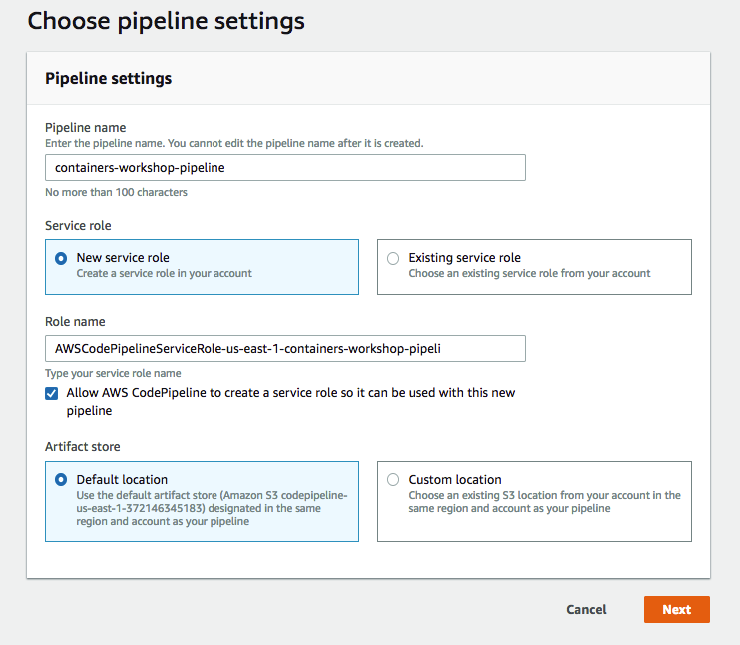 Choose pipeline settings
Pipeline settings
Pipeline name
Enter the pipeline name. You cannot edit the pipeline name after it is created.
containers-workshop-pipeline
No more than 100 characters
Service role
New service role
Create a service role in your account
Existing service role
Choose an existing service role from your account
Role name
AWSCodePipelineServiceRole-us-east-1-containers-workshop-pipeli
Type your service role name
Allow AWS CodePipeline to create a service role so it can be used with this new
pipeline
Artifact store
Default location
Use the default artifact store (Amazon S3 codepipeline-
us-east-1-372146345183) designated in the same
region and account as your pipeline
Custom location
Choose an existing S3 location from your account in the
same region and account as your pipeline
Cancel
Next